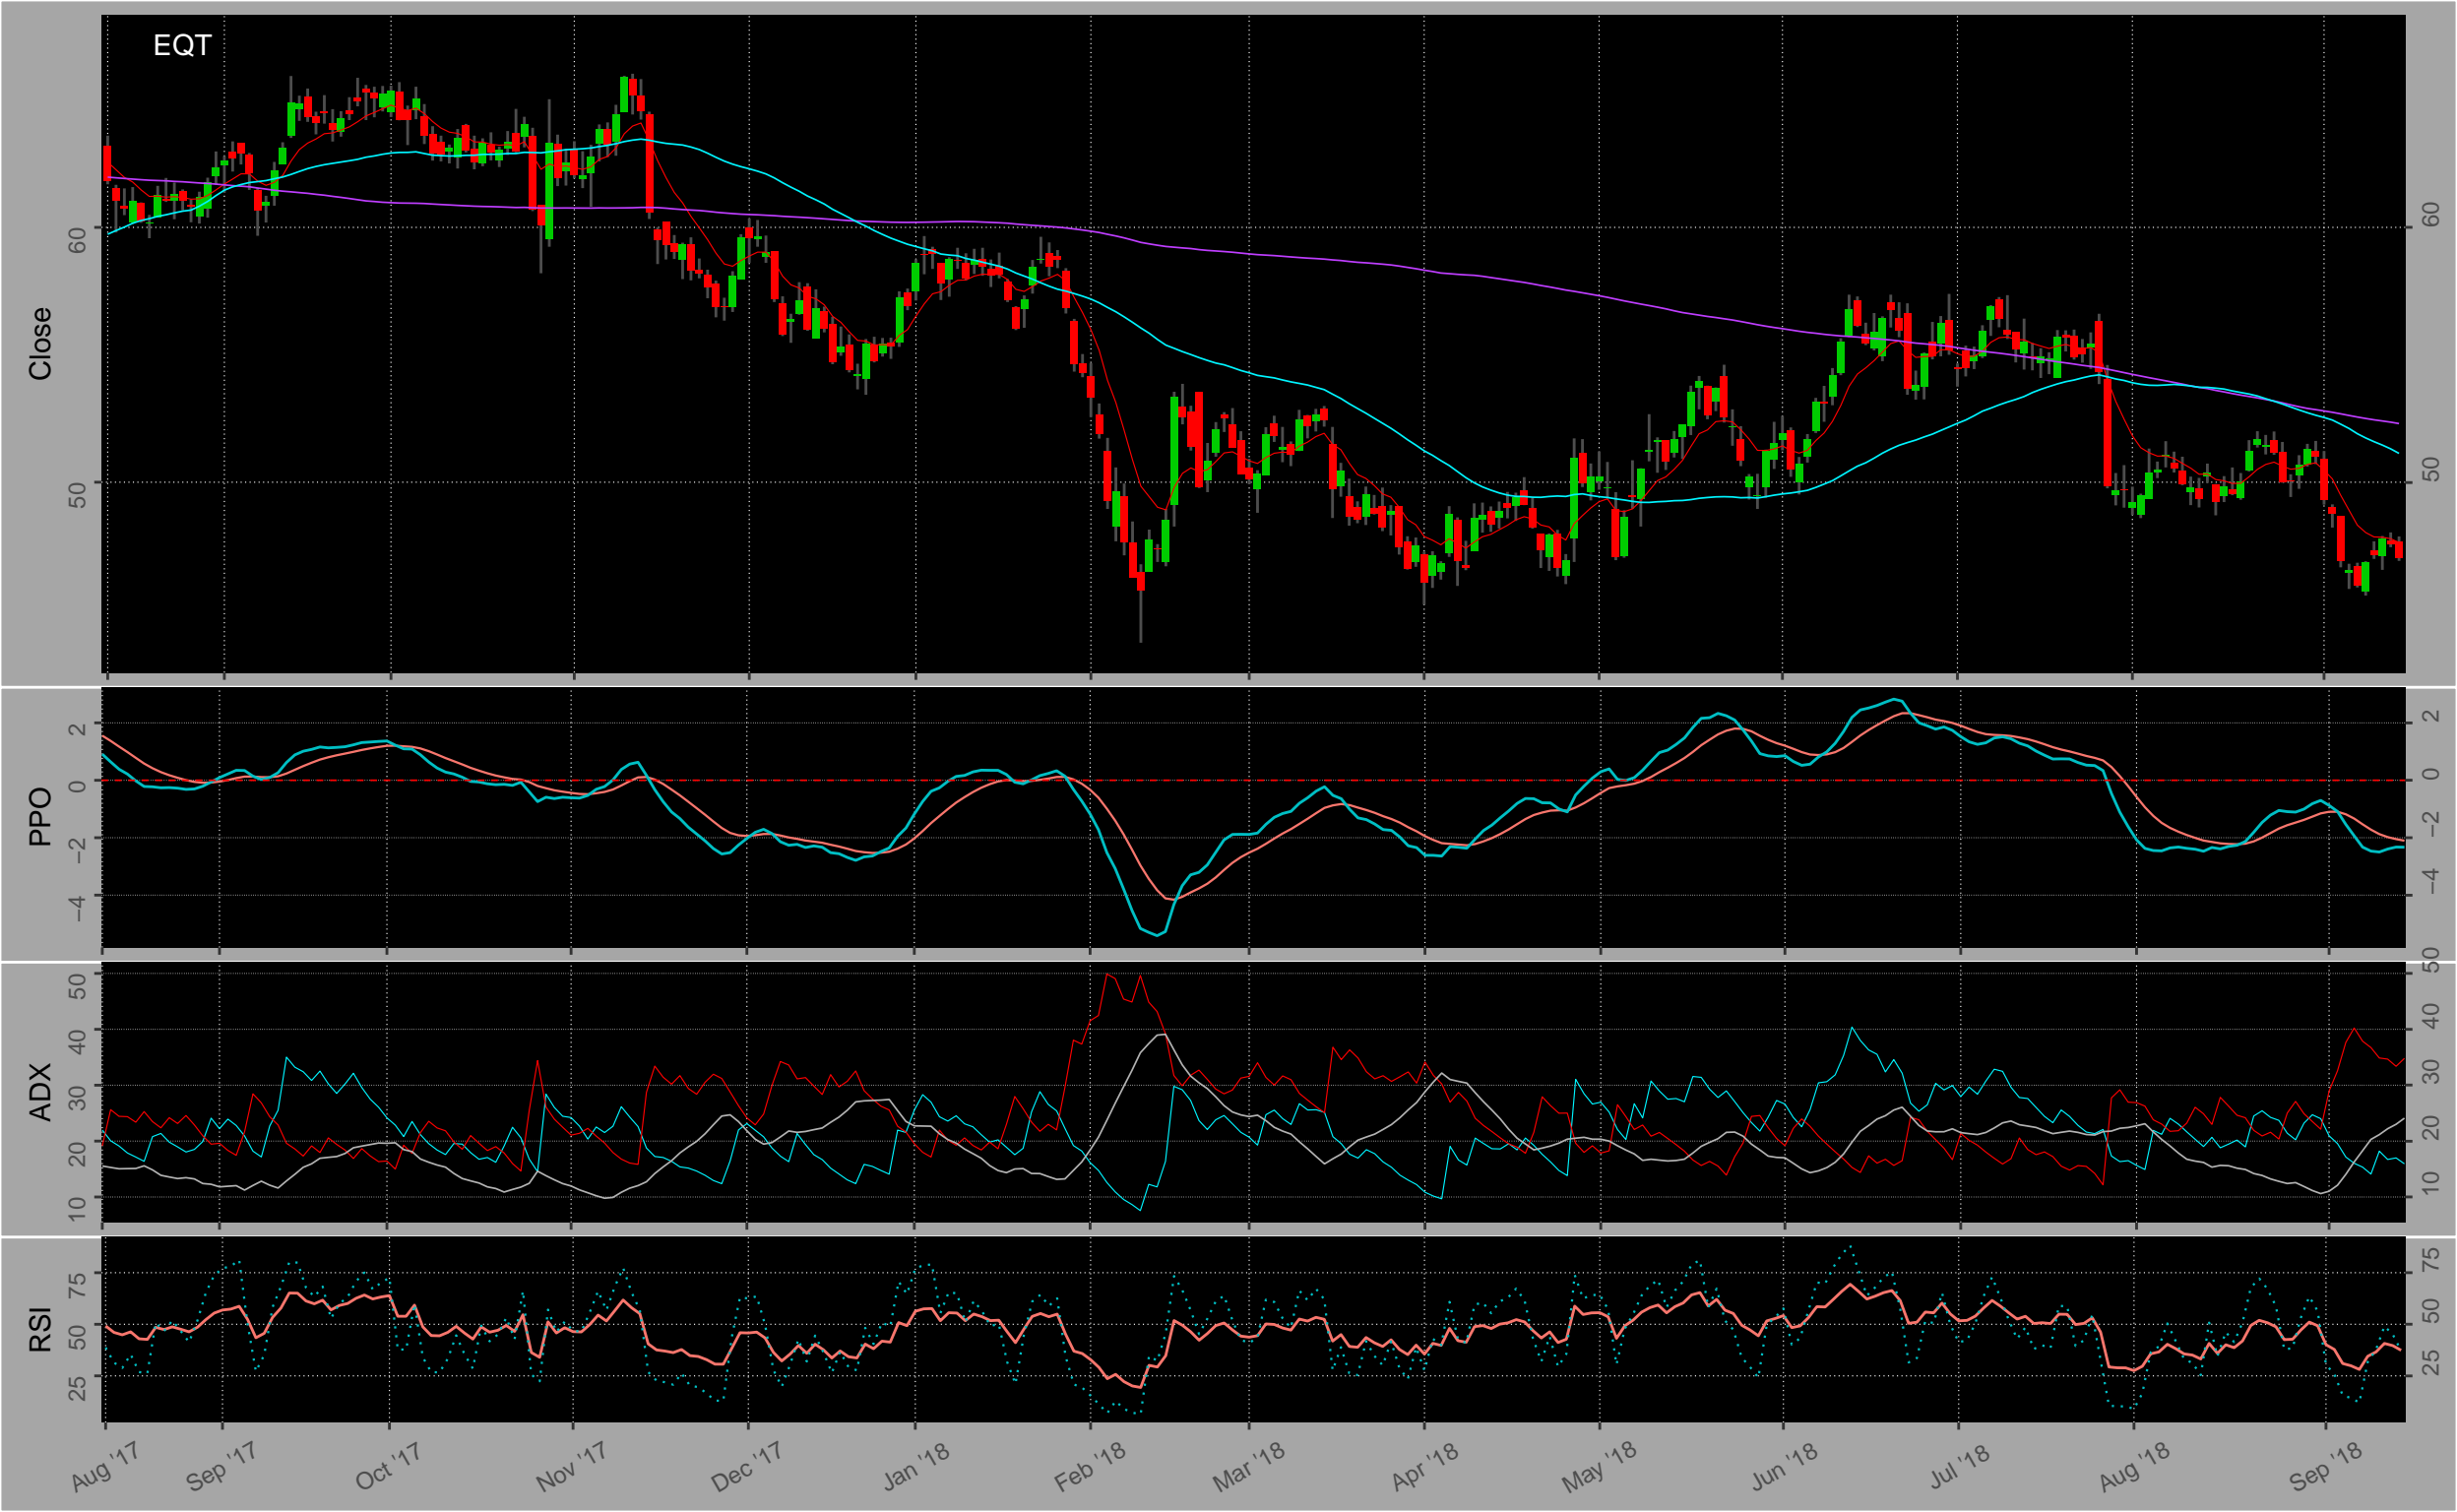 EQT
Close
60
50
60
50
PPO
2
0
−2
−4
2
0
−2
−4
ADX
50
40
30
20
10
50
50
40
30
20
10
RSI
75
50
25
75
50
25
Aug '17
Sep '17
Oct '17
Nov '17
Dec '17
Jan '18
Feb '18
Mar '18
Apr '18
May '18
Jun '18
Jul '18
Aug '18
Sep '18